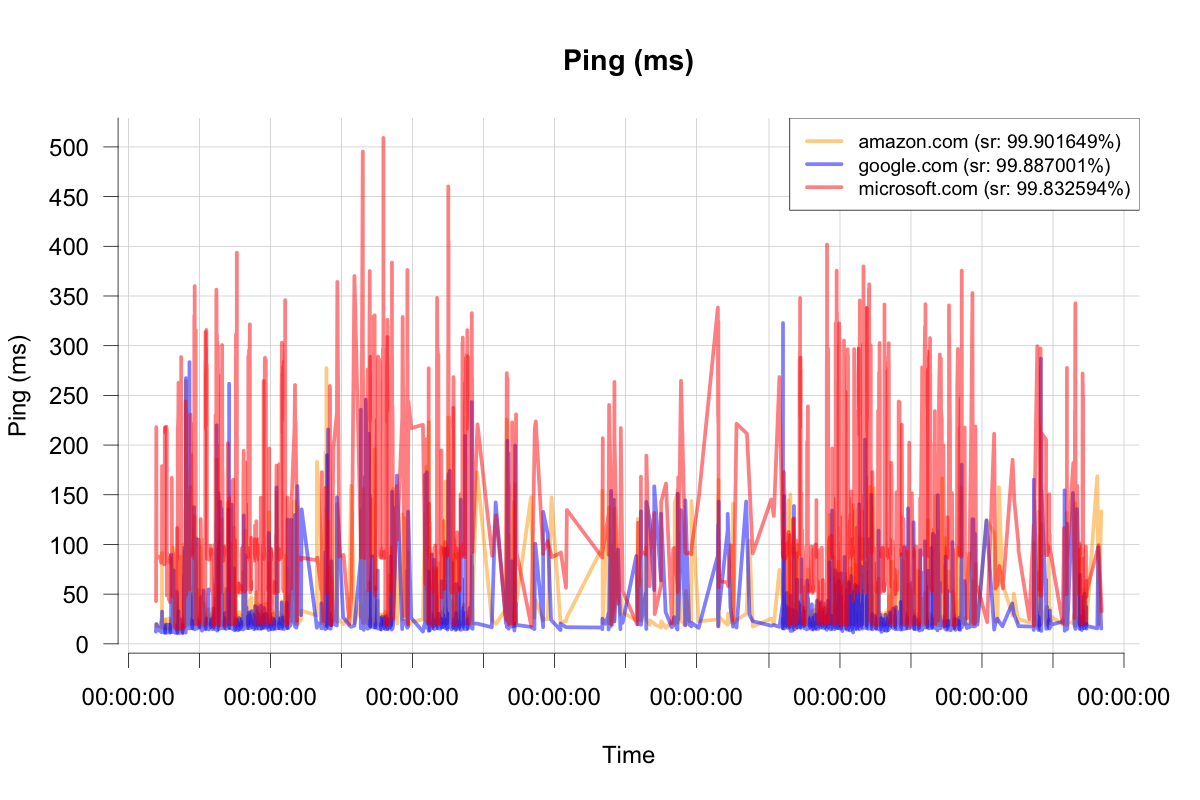 Ping (ms)
amazon.com (sr: 99.901649%)
google.com (sr: 99.887001%)
microsoft.com (sr: 99.832594%)
500
450
400
350
300
250
200
150
100
50
0
Ping (ms)
00:00:00 00:00:00 00:00:00 00:00:00 00:00:00 00:00:00 00:00:00 00:00:00
Time